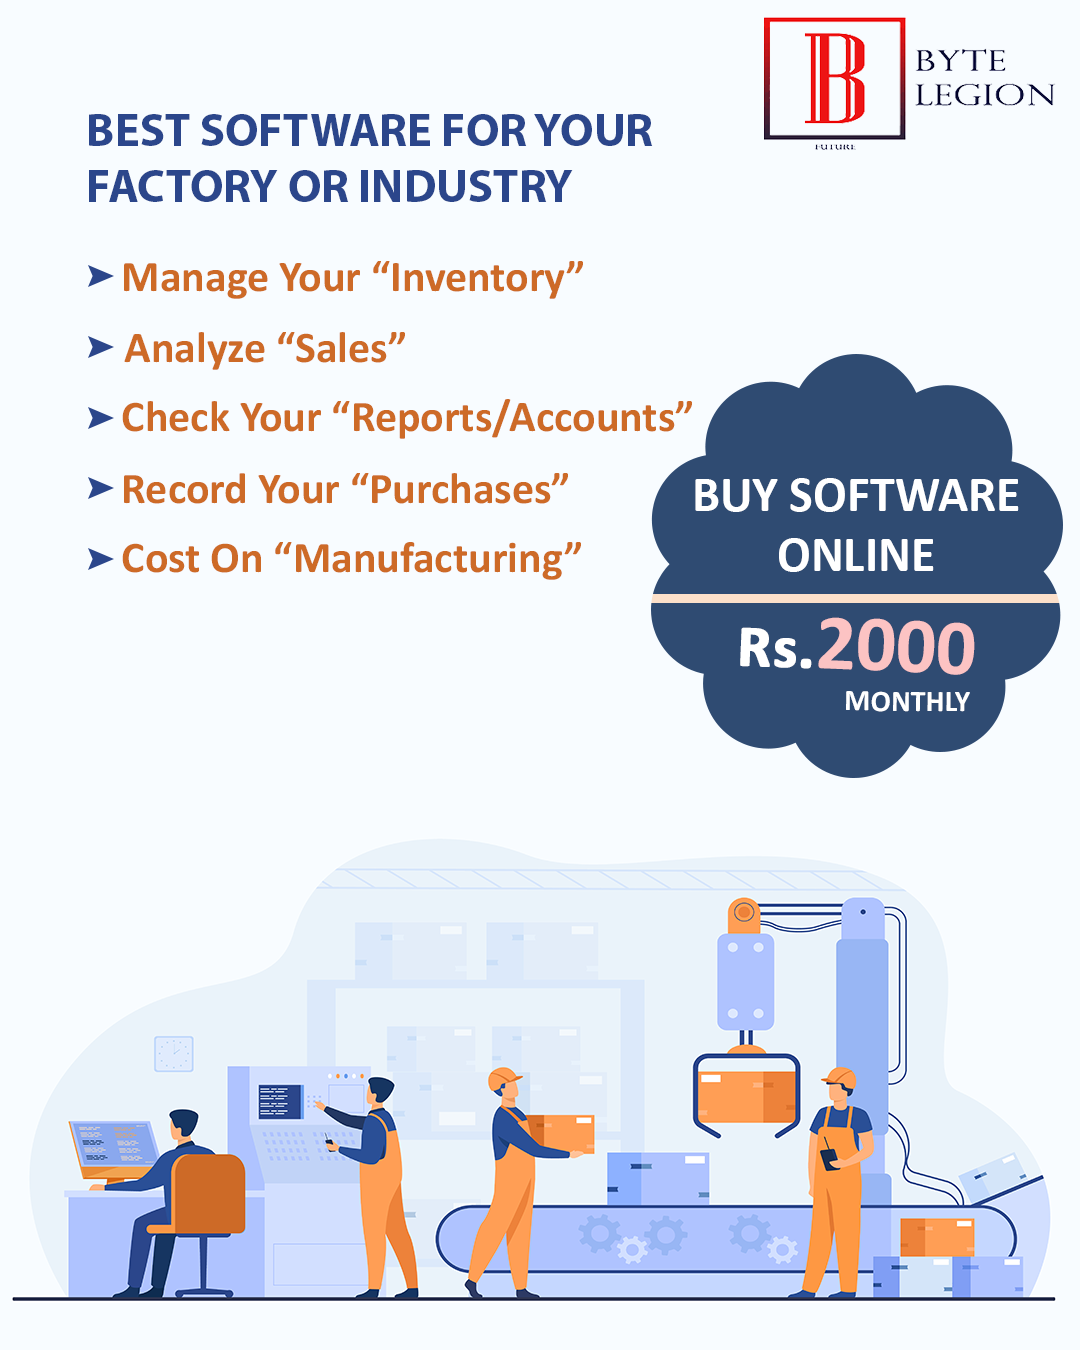 BYTE
LEGION
FUTURE
BEST SOFTWARE FOR YOUR
FACTORY OR INDUSTRY
Manage Your “Inventory”
Analyze “Sales”
Check Your “Reports/Accounts”
Record Your “Purchases”
Cost On “Manufacturing”
BUY SOFTWARE
ONLINE
Rs.2000
MONTHLY